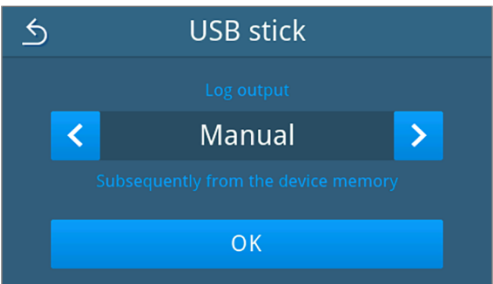 USB stick
Log output
Manual
Subsequently from the device memory
OK